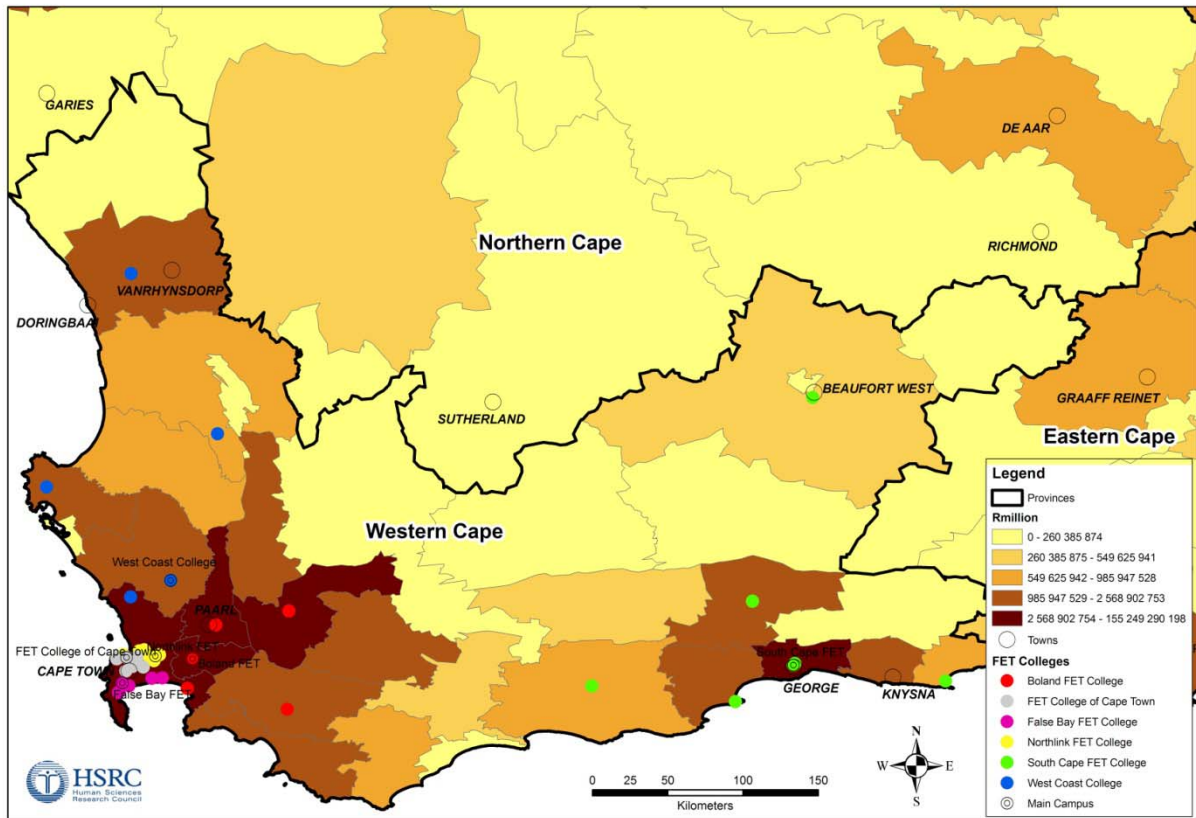 GARIES
DE AAR
Northern Cape
RICHMOND
VANRHYNSDORP
DORINGBAAI
BEAUFORT WEST
GRAAFF REINET
SUTHERLAND
Eastern Cape
Western Cape
West Coast College
PAARL
FET College of Cape Town
CAPE TOWN
Boland FET
False Bay FET
South Cape FET
GEORGE
KNYSNA
Legend
Provinces
Rmillion
0 - 260 385 874
260 385 875 - 549 625 941
549 625 942 - 985 947 528
985 947 529 - 2 568 902 753
2 568 902 754 - 155 249 290 198
Towns
FET Colleges
Boland FET College
FET College of Cape Town
False Bay FET College
Northlink FET College
South Cape FET College
West Coast College
Main Campus
N
W E
S
0 25 50 100 150
Kilometers
HSRC
Human Sciences
Research Council